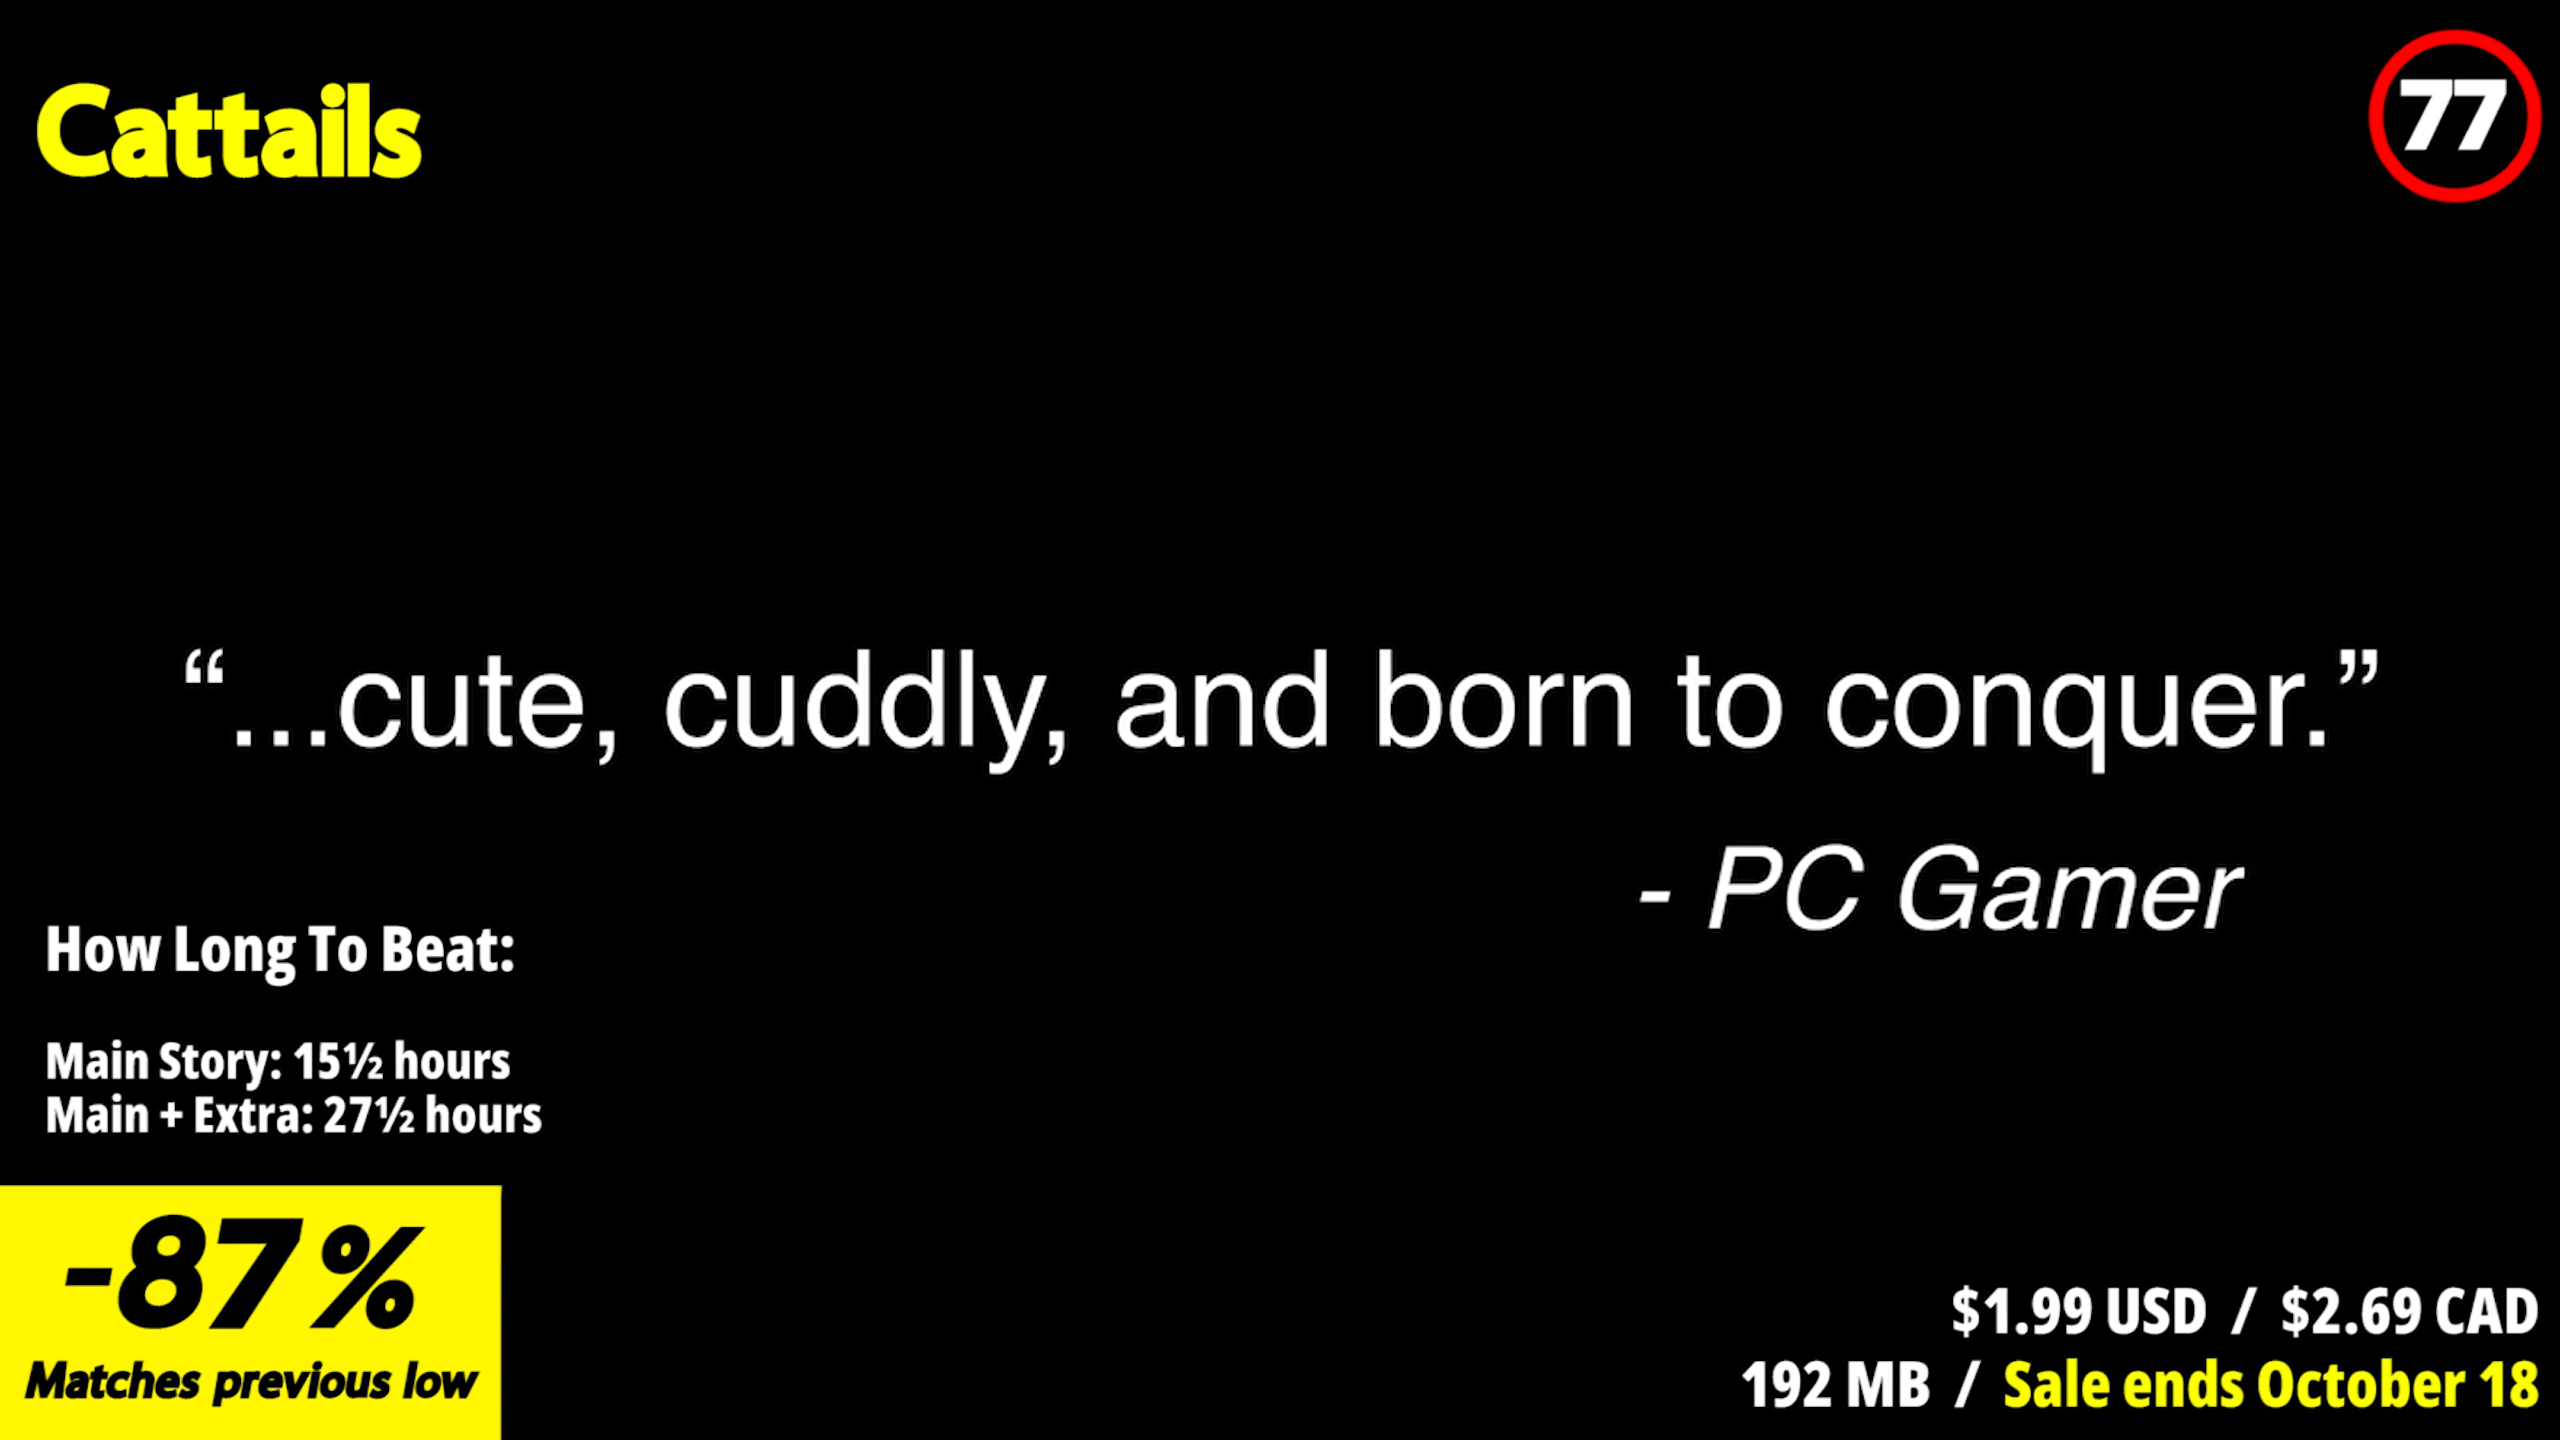 Cattails
77
“...cute, cuddly, and born to conquer.”
- PC Gamer
How Long To Beat:
Main Story: 15½ hours
Main + Extra: 27½ hours
-87%
Matches previous low
$1.99 USD / $2.69 CAD
192 MB / Sale ends October 18